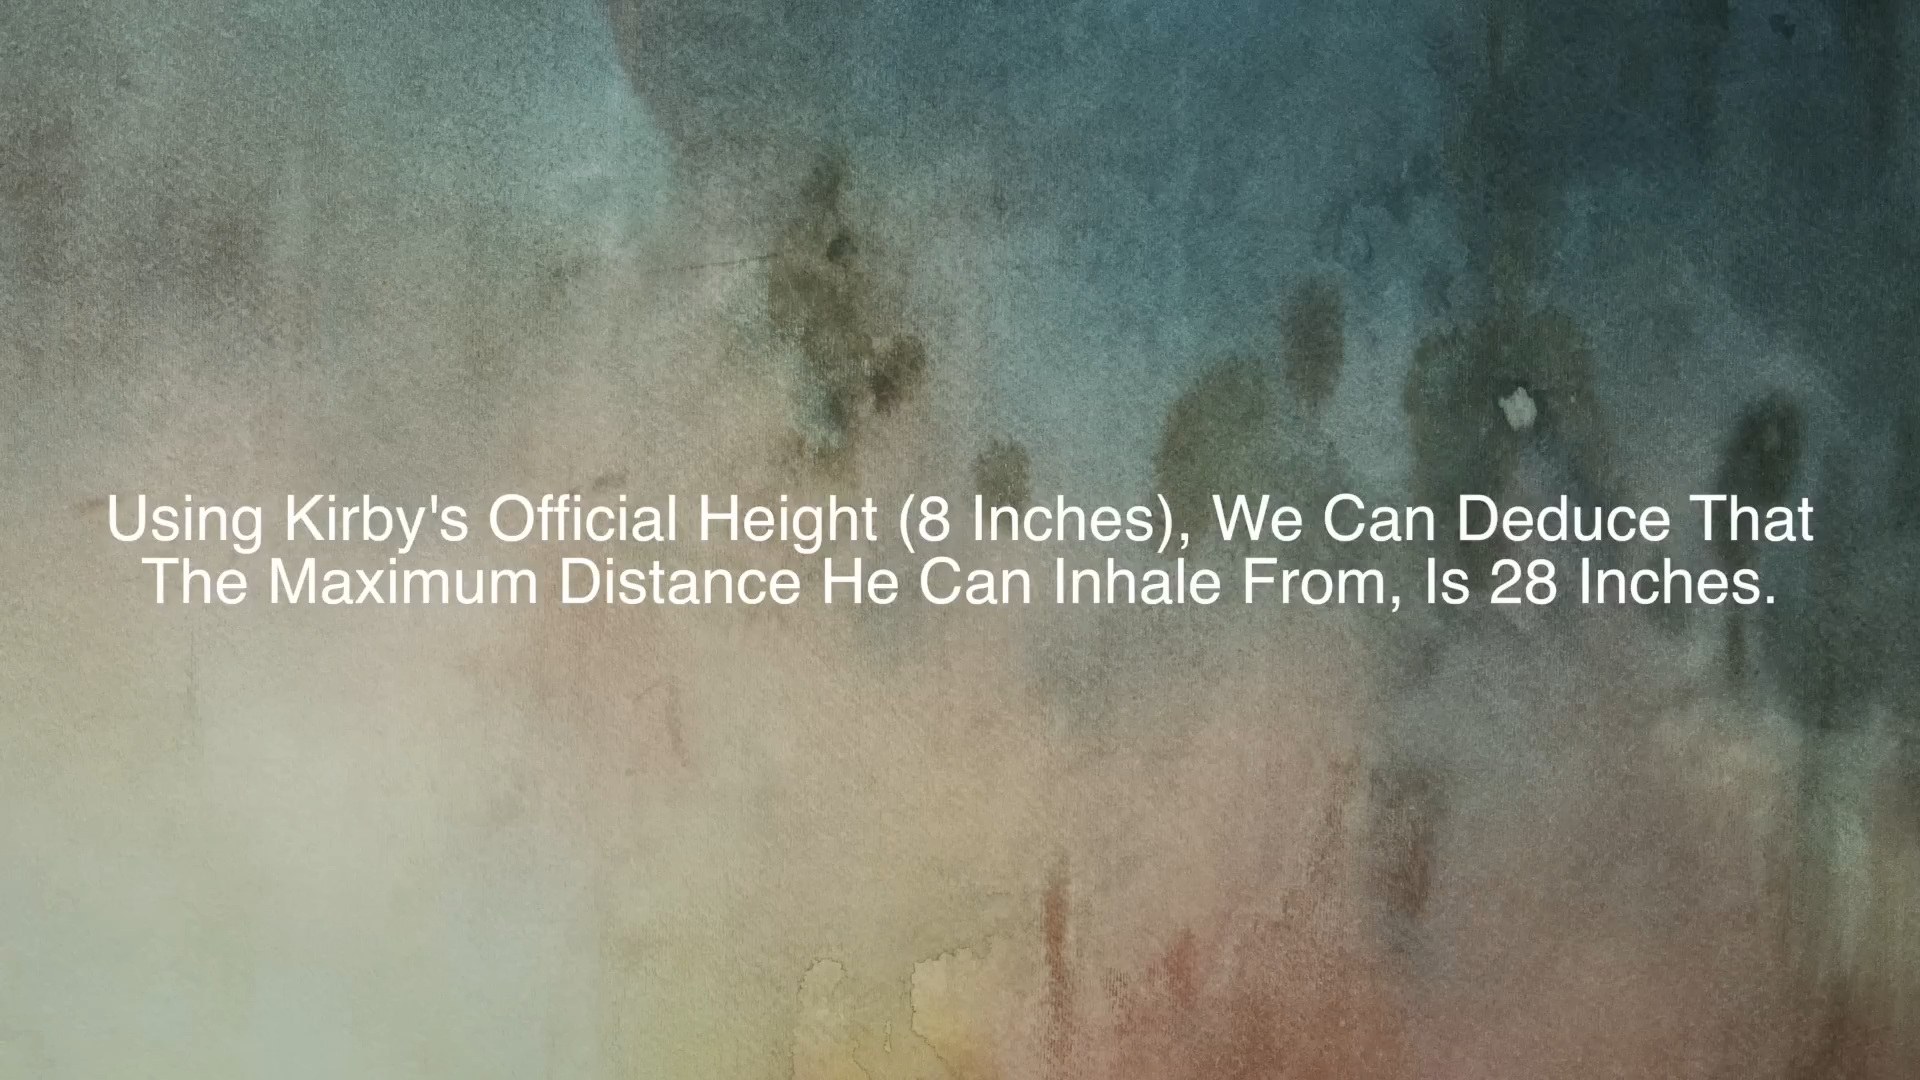 Using Kirby's Official Height (8 Inches), We Can Deduce That
The Maximum Distance He Can Inhale From, Is 28 Inches.